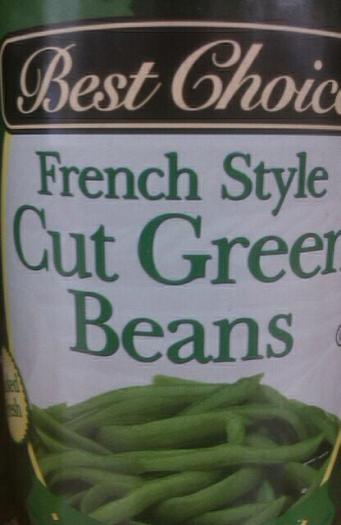 Best Choice
French Style
Cut Green
Beans